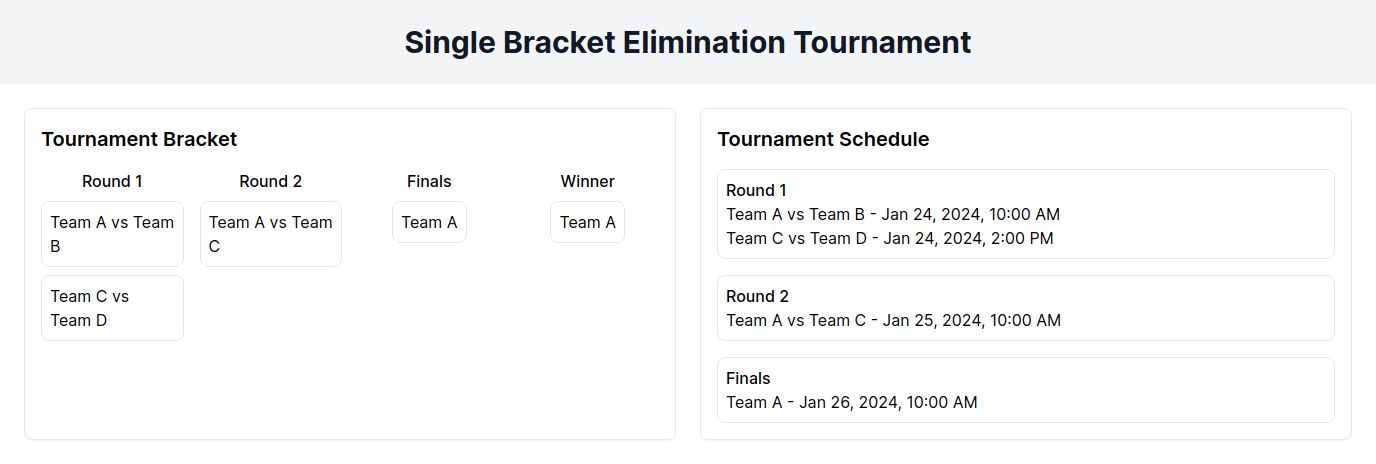 Single Bracket Elimination Tournament
Tournament Bracket
Round 1
Team A vs Team
B
Team C vs
Team D
Round 2
Team A vs Team
C
Finals
Team A
Winner
Team A
Tournament Schedule
Round 1
Team A vs Team B - Jan 24, 2024, 10:00 AM
Team C vs Team D - Jan 24, 2024, 2:00 PM
Round 2
Team A vs Team C - Jan 25, 2024, 10:00 AM
Finals
Team A - Jan 26, 2024, 10:00 AM